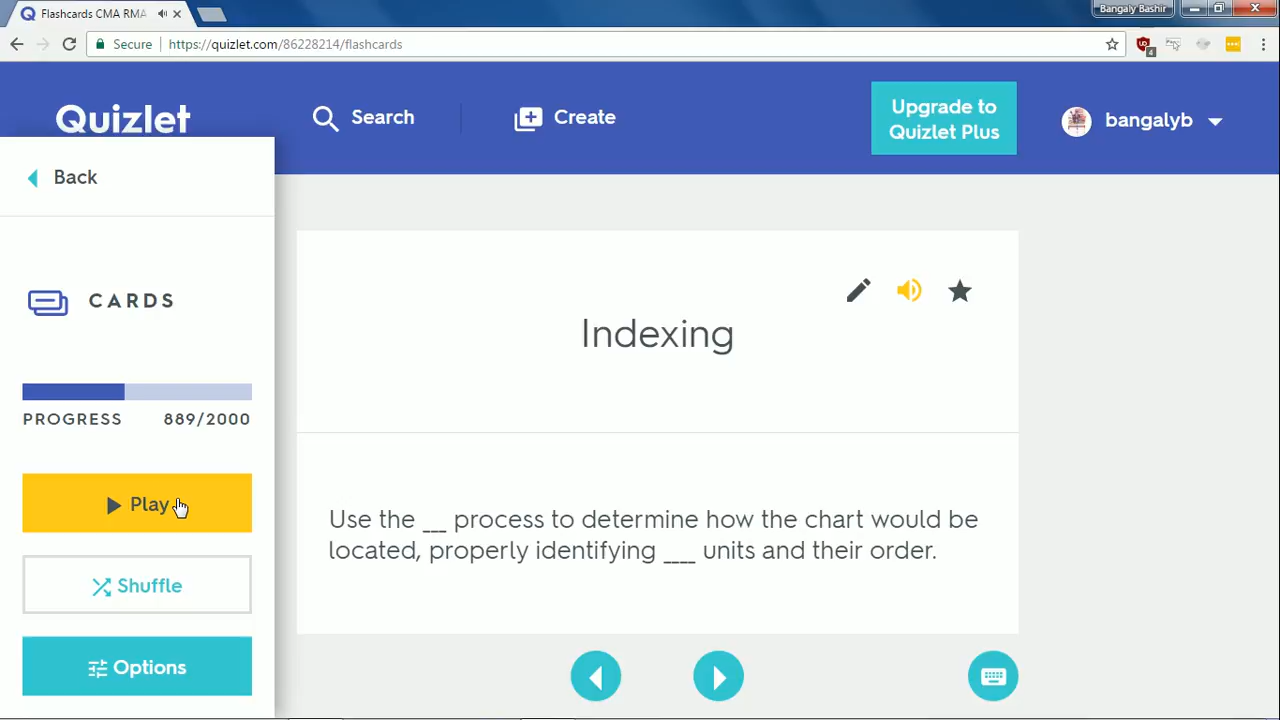 Flashcards CMA RMA
Bangaly Bashir
Secure
https://quizlet.com/86228214/flashcards
4
Quizlet
Search
Create
Upgrade to
Quizlet Plus
bangalyb
Back
CARDS
PROGRESS 889/2000
Play
Shuffle
Options
Indexing
Use the ___ process to determine how the chart would be
located, properly identifying ____ units and their order.